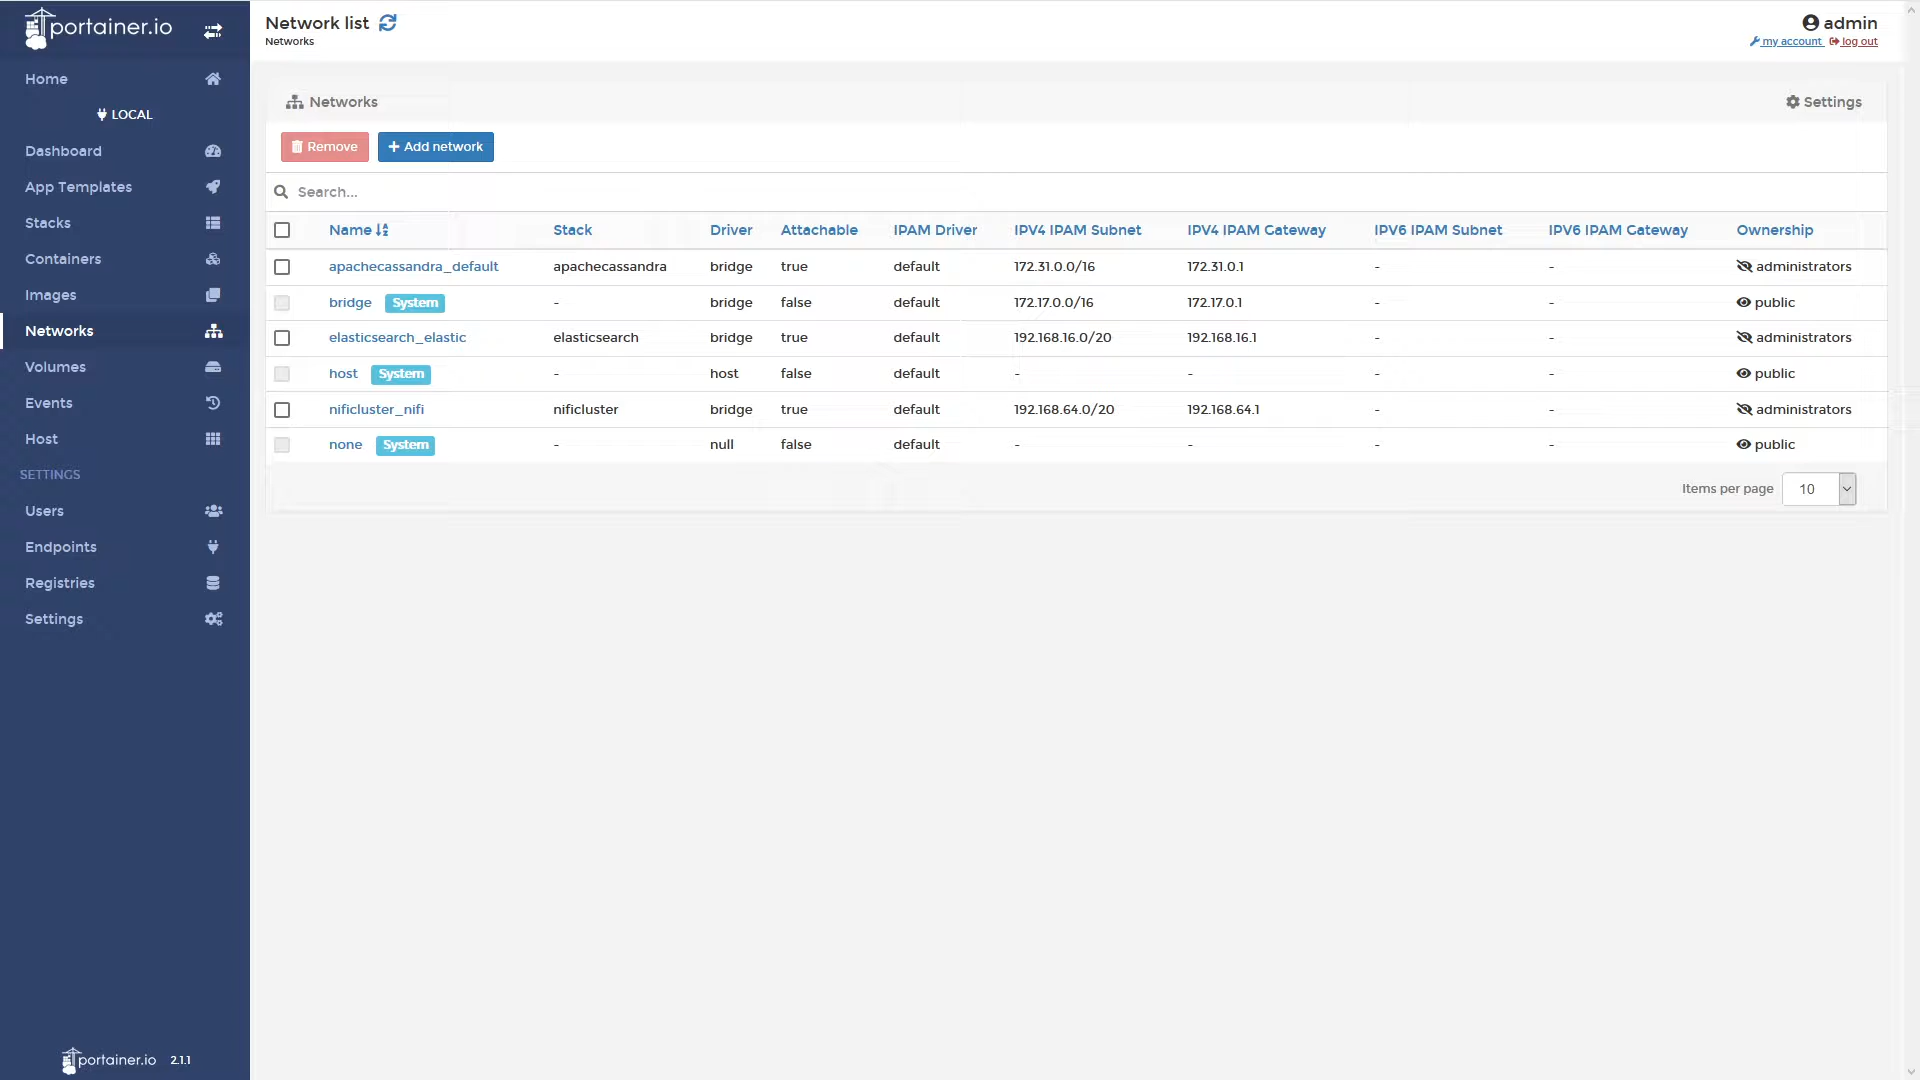 portainer.io
Network list
Networks
admin
my account log out
Home
LOCAL
Dashboard
App Templates
Stacks
Containers
Images
Networks
Volumes
Events
Host
SETTINGS
Users
Endpoints
Registries
Settings
portainer.io 2.1.1
Networks
Settings
Remove
Add network
Search...
Name Stack Driver Attachable IPAM Driver IPV4 IPAM Subnet IPV4 IPAM Gateway IPV6 IPAM Subnet IPV6 IPAM Gateway Ownership
apachecassandra_default apachecassandra bridge true default 172.31.0.0/16 172.31.0.1 - - administrators
bridge System - bridge false default 172.17.0.0/16 172.17.0.1 - - public
elasticsearch_elastic elasticsearch bridge true default 192.168.16.0/20 192.168.16.1 - - administrators
host System - host false default - - - - public
nificluster_nifi nificluster bridge true default 192.168.64.0/20 192.168.64.1 - - administrators
none System - null false default - - - - public
Items per page 10